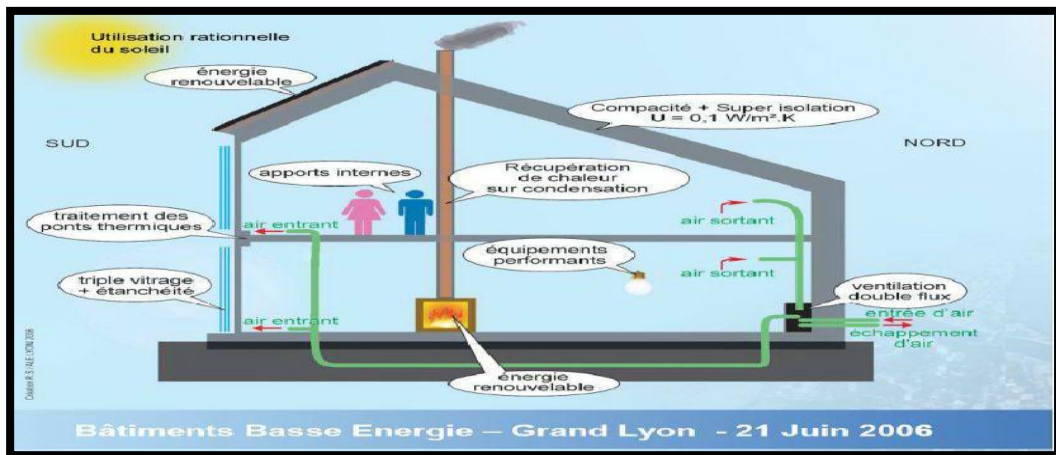 Utilisation rationnelle
du soleil
énergie
renouvelable
Compacité + Super isolation
U = 0,1 W/m².K
SUD
NORD
apports internes
Récupération
de chaleur
sur condensation
traitement des
ponts thermiques
air entrant
air sortant
équipements
performants
air sortant
triple vitrage
+ étanchéité
ventilation
double flux
air entrant
entrée d'air
échappement
d'air
énergie
renouvelable
Bâtiments Basse Energie – Grand Lyon - 21 Juin 2006